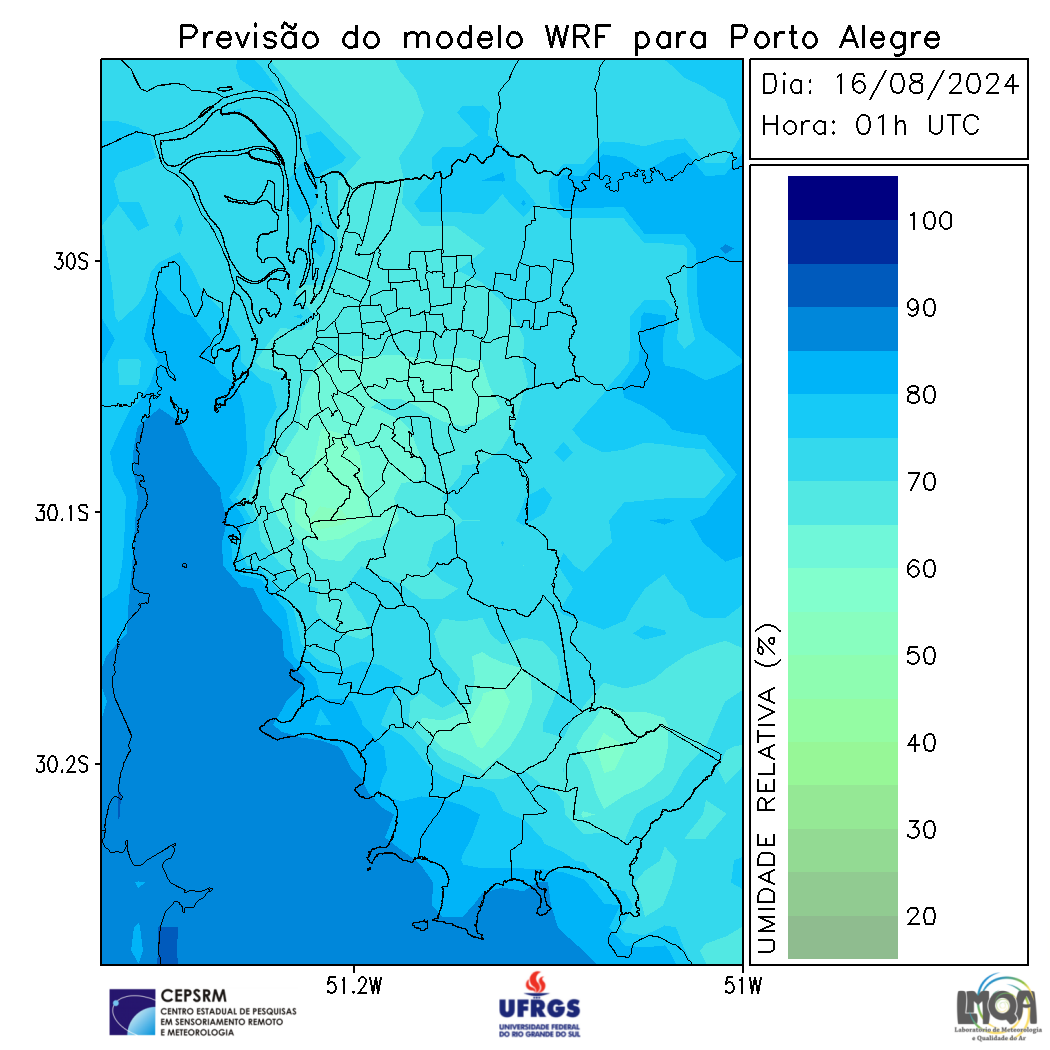 Previsão do modelo WRF para Porto Alegre
Dia: 16/08/2024
Hora: 01h UTC
30S
30.1S
30.2S
51.2W
51W
UMIDADE RELATIVA (%)
100
90
80
70
60
50
40
30
20
CEPSRM
CENTRO ESTADUAL DE PESQUISAS
EM SENSORIAMENTO REMOTO
E METEOROLOGIA
UFRGS
UNIVERSIDADE FEDERAL
DO RIO GRANDE DO SUL
LMQA
Laboratório de Meteorologia
e Qualidade do Ar